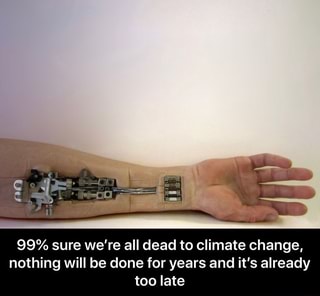 99% sure we're all dead to climate change,
nothing will be done for years and it's already
too late